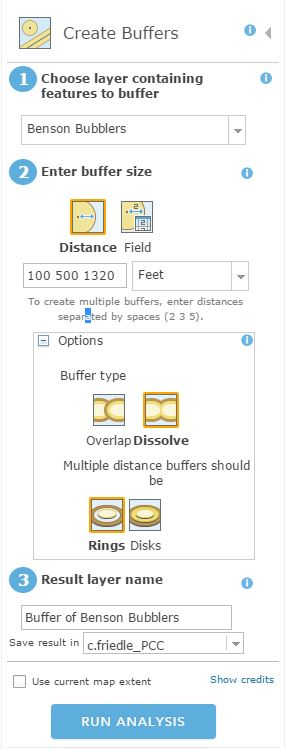 Create Buffers
1 Choose layer containing
features to buffer
Benson Bubblers
2 Enter buffer size
Distance Field
100 500 1320 Feet
To create multiple buffers, enter distances
separated by spaces (2 3 5).
Options
Buffer type
Overlap Dissolve
Multiple distance buffers should
be
Rings Disks
3 Result layer name
Buffer of Benson Bubblers
Save result in c.friedle_PCC
Use current map extent Show credits
RUN ANALYSIS